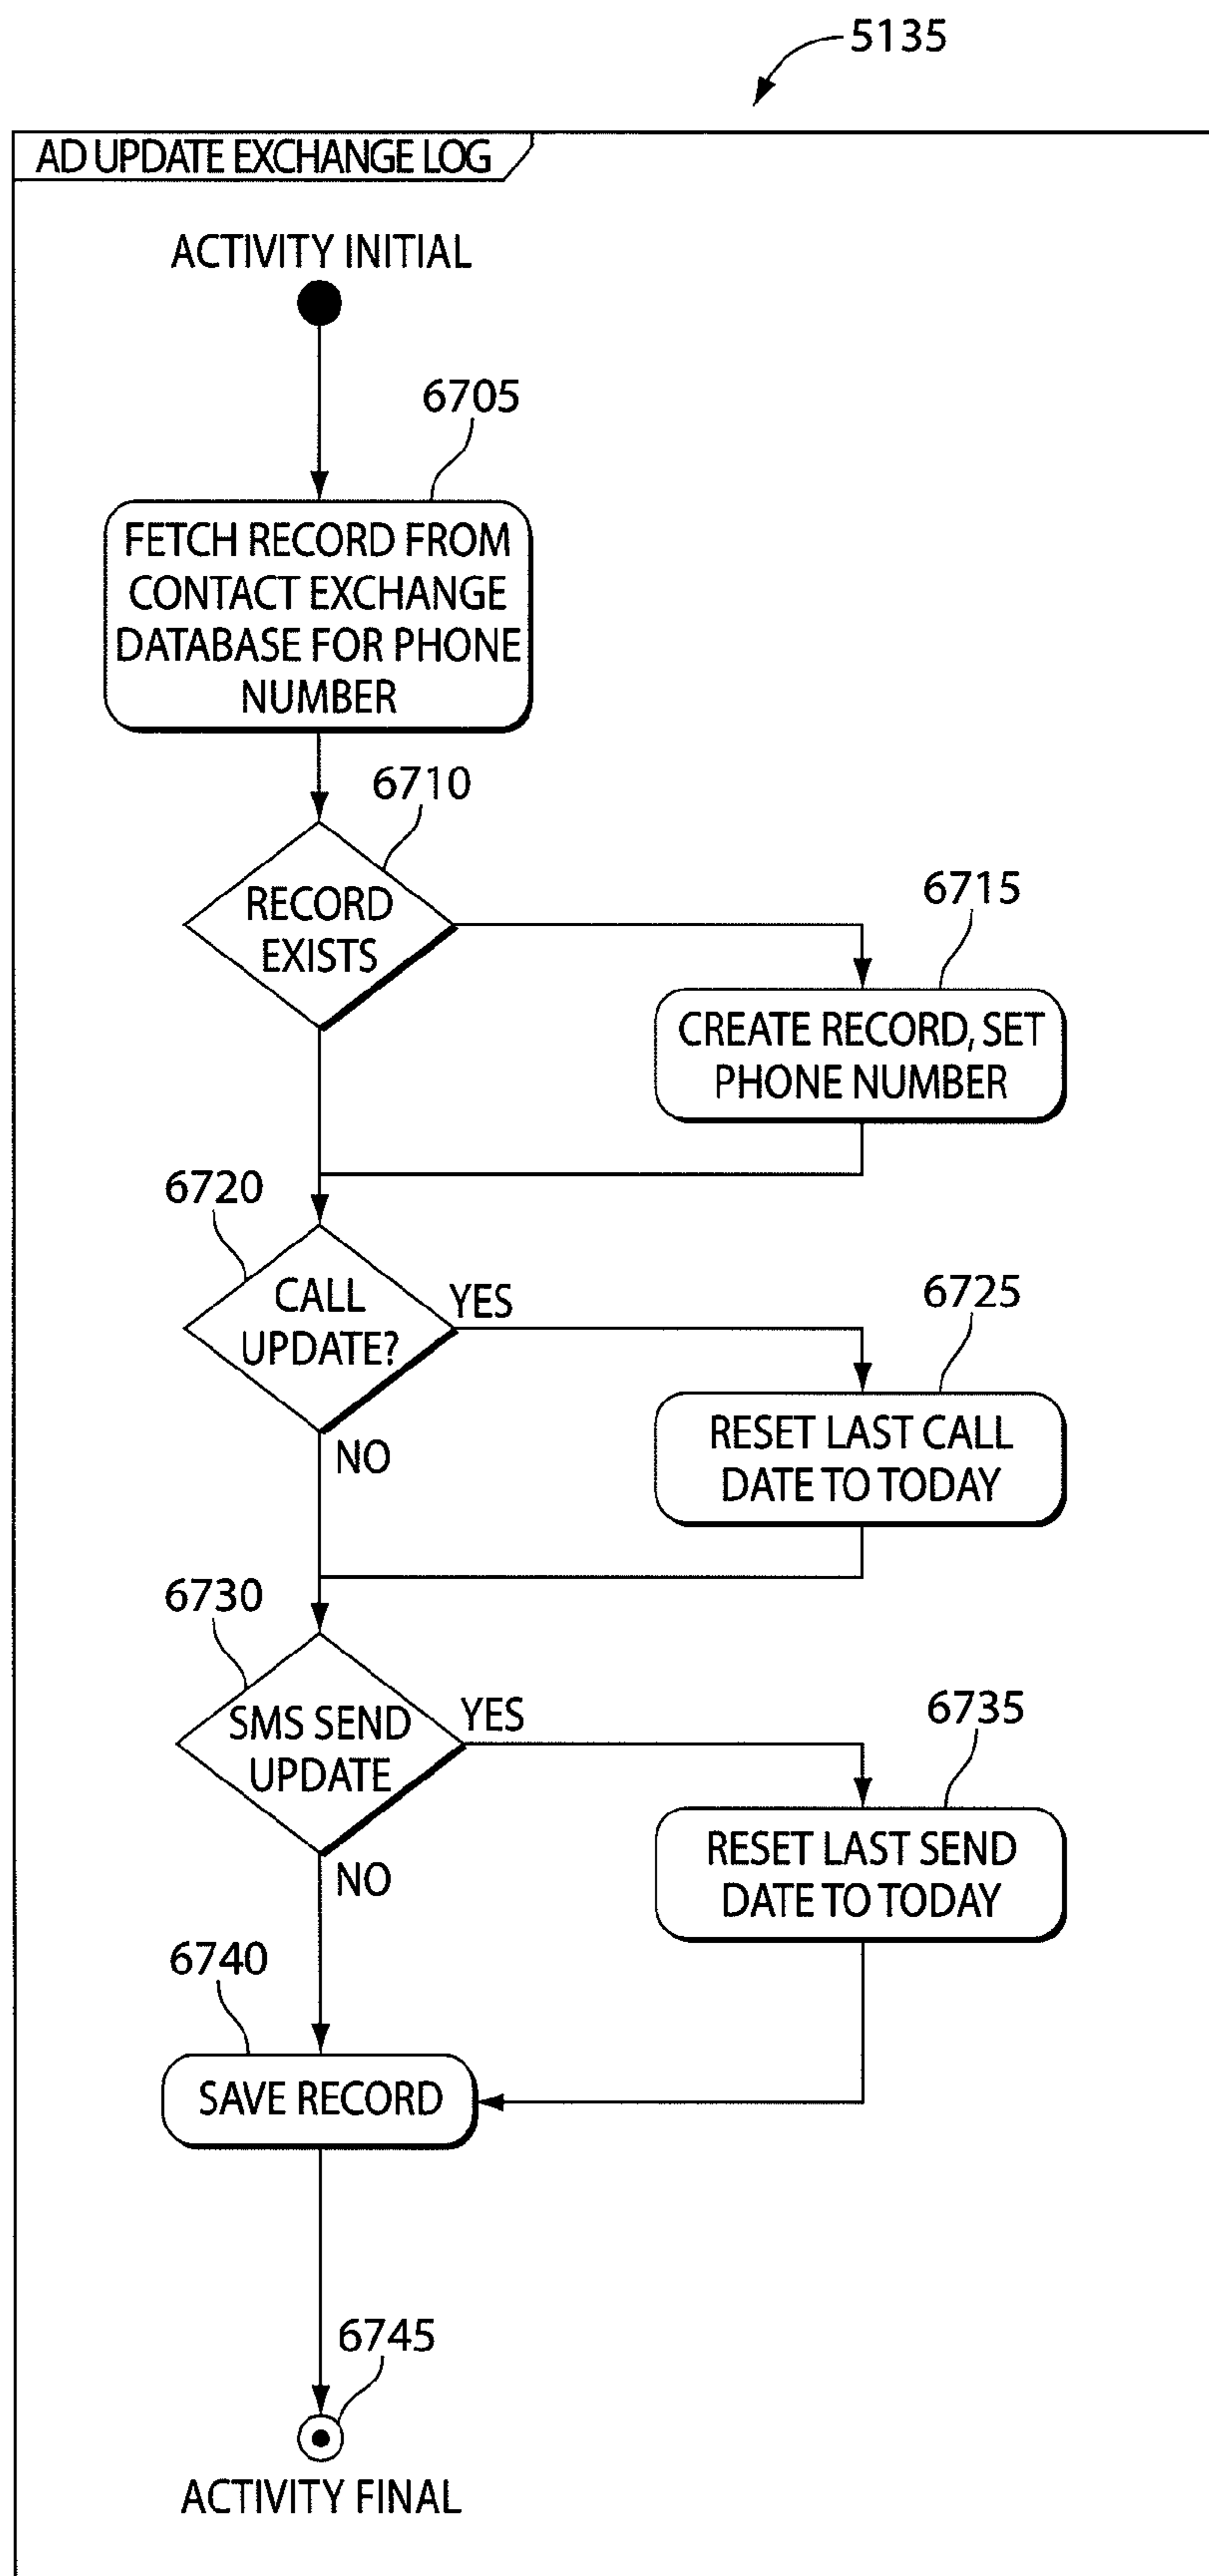 5135
AD UPDATE EXCHANGE LOG
ACTIVITY INITIAL
6705
FETCH RECORD FROM
CONTACT EXCHANGE
DATABASE FOR PHONE
NUMBER
6710
RECORD
EXISTS
6715
CREATE RECORD, SET
PHONE NUMBER
6720
CALL
UPDATE?
YES
NO
6725
RESET LAST CALL
DATE TO TODAY
6730
SMS SEND
UPDATE
YES
NO
6735
RESET LAST SEND
DATE TO TODAY
6740
SAVE RECORD
6745
ACTIVITY FINAL